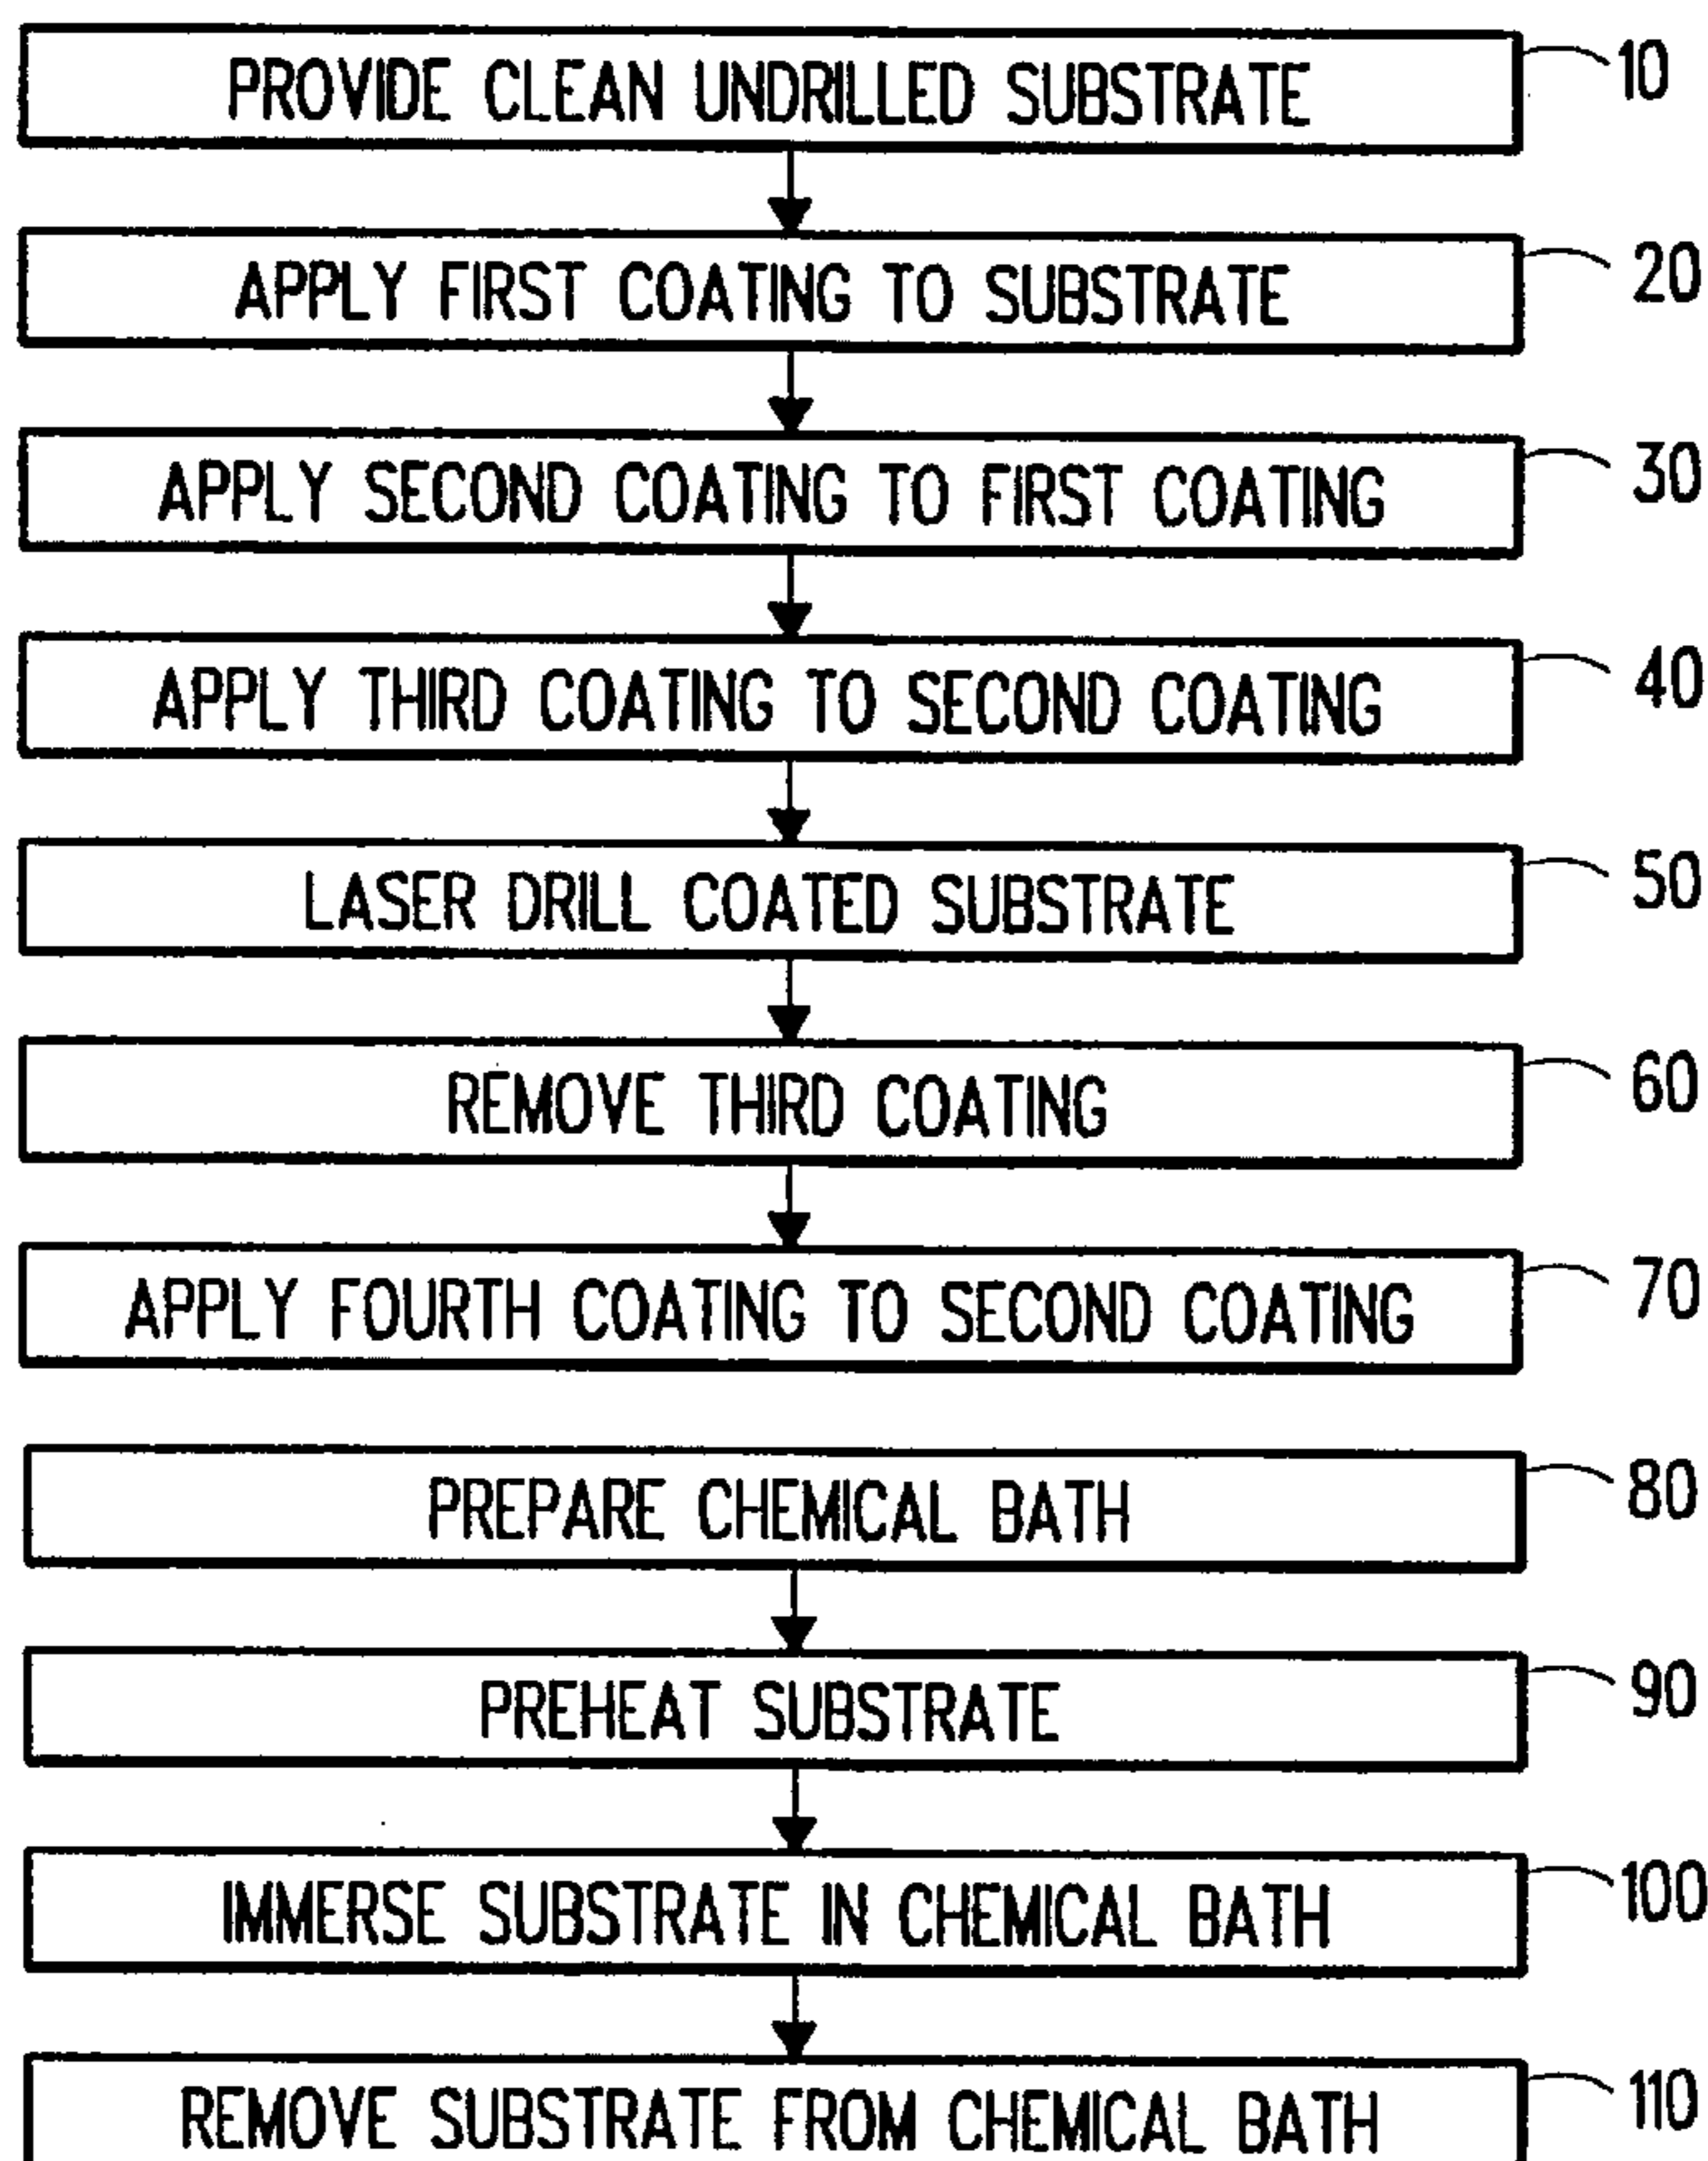 PROVIDE CLEAN UNDRILLED SUBSTRATE 10
APPLY FIRST COATING TO SUBSTRATE 20
APPLY SECOND COATING TO FIRST COATING 30
APPLY THIRD COATING TO SECOND COATING 40
LASER DRILL COATED SUBSTRATE 50
REMOVE THIRD COATING 60
APPLY FOURTH COATING TO SECOND COATING 70
PREPARE CHEMICAL BATH 80
PREHEAT SUBSTRATE 90
IMMERSE SUBSTRATE IN CHEMICAL BATH 100
REMOVE SUBSTRATE FROM CHEMICAL BATH 110